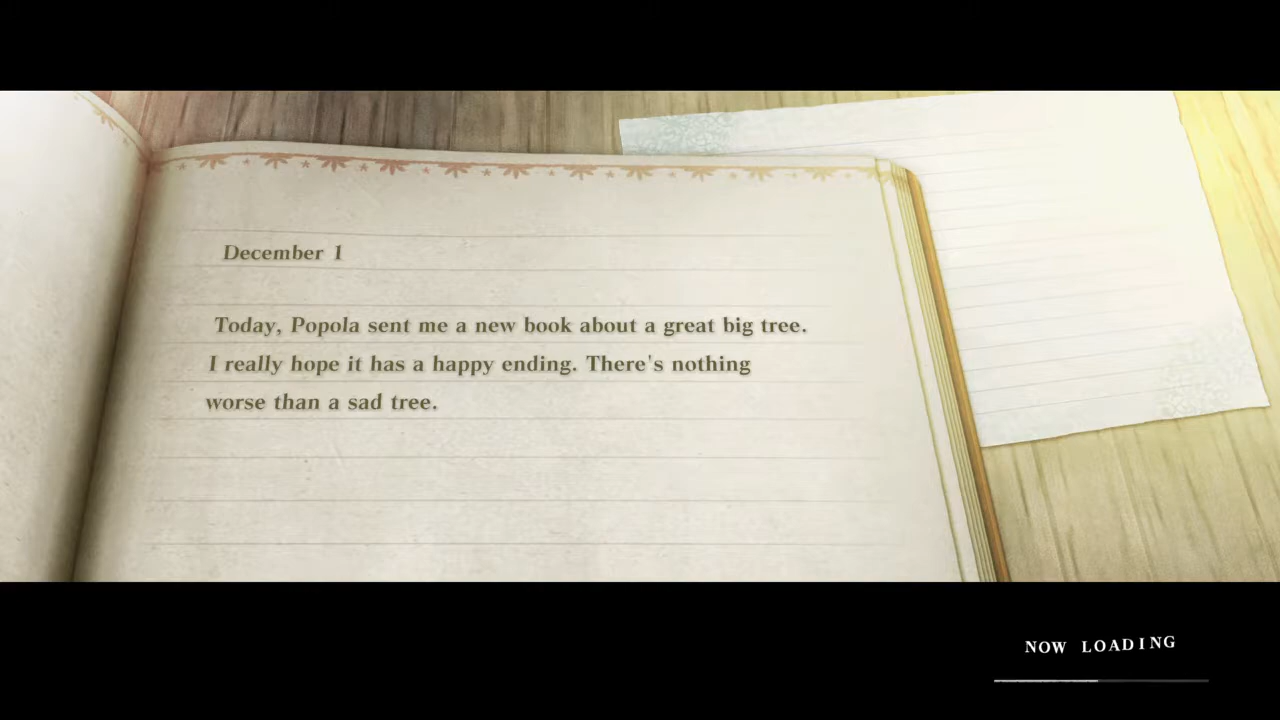 December 1
Today, Popola sent me a new book about a great big tree.
I really hope it has a happy ending. There's nothing
worse than a sad tree.
NOW LOADING